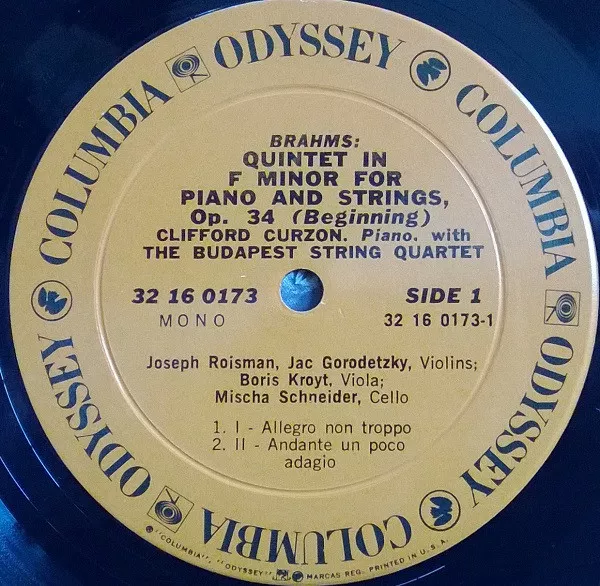 COLUMBIA ODYSSEY COLUMBIA ODYSSEY COLUMBIA ODYSSEY
BRAHMS:
QUINTET IN
F MINOR FOR
PIANO AND STRINGS,
Op. 34 (Beginning)
CLIFFORD CURZON. Piano. with
THE BUDAPEST STRING QUARTET
32 16 0173 SIDE 1
MONO 32 16 0173-1
Joseph Roisman, Jac Gorodetzky, Violins;
Boris Kroyt, Viola;
Mischa Schneider, Cello
1. I - Allegro non troppo
2. II - Andante un poco
adagio
"COLUMBIA", "ODYSSEY" MARCAS REG. PRINTED IN U.S.A.